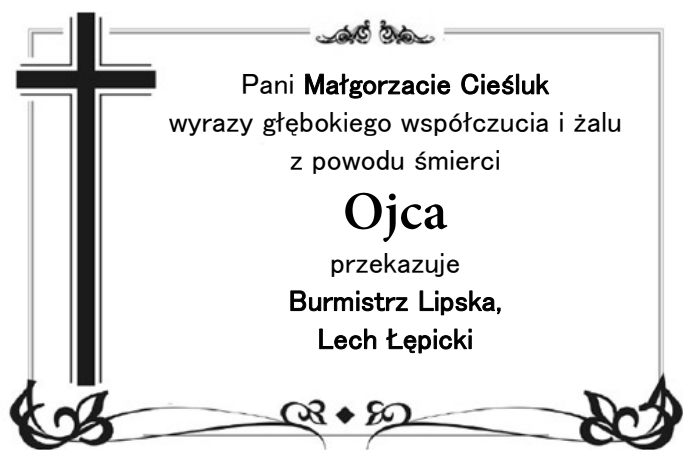 Pani Małgorzacie Cieśluk
wyrazy głębokiego współczucia i żalu
z powodu śmierci
Ojca
przekazuje
Burmistrz Lipska,
Lech Łępicki